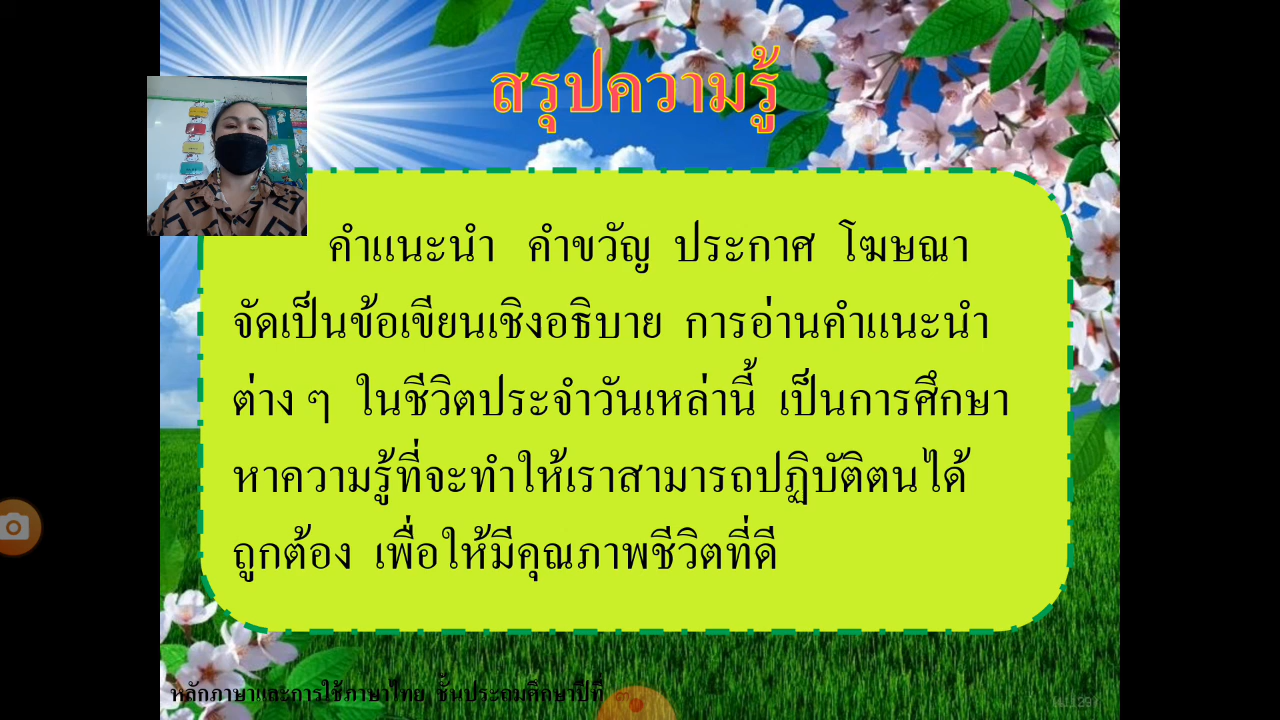 สรุปความรู้
คำแนะนำ คำขวัญ ประกาศ โฆษณา
จัดเป็นข้อเขียนเชิงอธิบาย การอ่านคำแนะนำ
ต่าง ๆ ในชีวิตประจำวันเหล่านี้ เป็นการศึกษา
หาความรู้ที่จะทำให้เราสามารถปฏิบัติตนได้
ถูกต้อง เพื่อให้มีคุณภาพชีวิตที่ดี
หลักภาษาและการใช้ภาษาไทย ชั้นประถมศึกษาปีที่ ๓